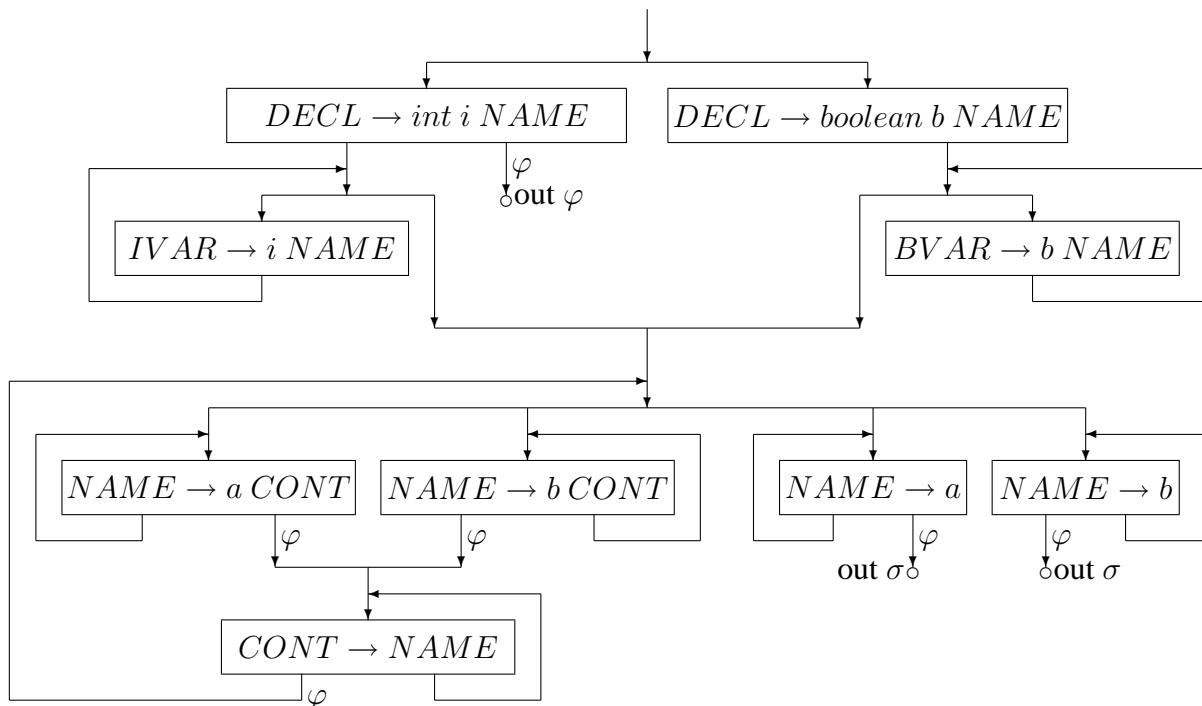 DECL → int i NAME
DECL → boolean b NAME
φ
out φ
IVAR → i NAME
BVAR → b NAME
NAME → a CONT
NAME → b CONT
NAME → a
NAME → b
φ
φ
φ
φ
out σ
out σ
CONT → NAME
φ